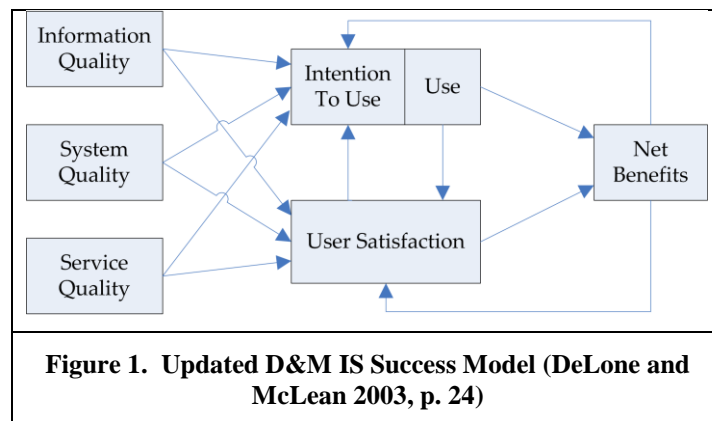 Information
Quality
System
Quality
Service
Quality
Intention
To Use
Use
User Satisfaction
Net
Benefits
Figure 1.  Updated D&M IS Success Model (DeLone and
McLean 2003, p. 24)